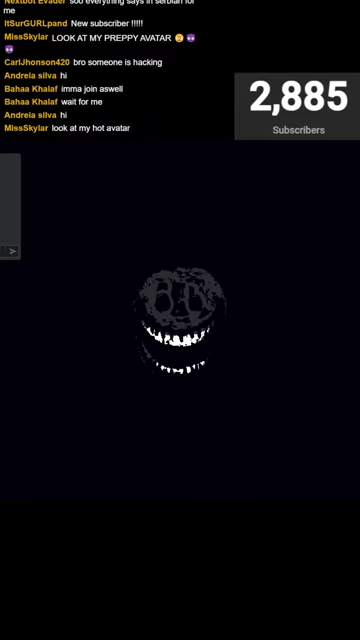 Nextbot Evader soo everything says in serbian for
me
ItSurGURLpand New subscriber !!!!!
MissSkylar LOOK AT MY PREPPY AVATAR
CarlJhonson420 bro someone is hacking
Andreia silva hi
Bahaa Khalaf imma join aswell
Bahaa Khalaf wait for me
Andreia silva hi
MissSkylar look at my hot avatar
2,885
Subscribers